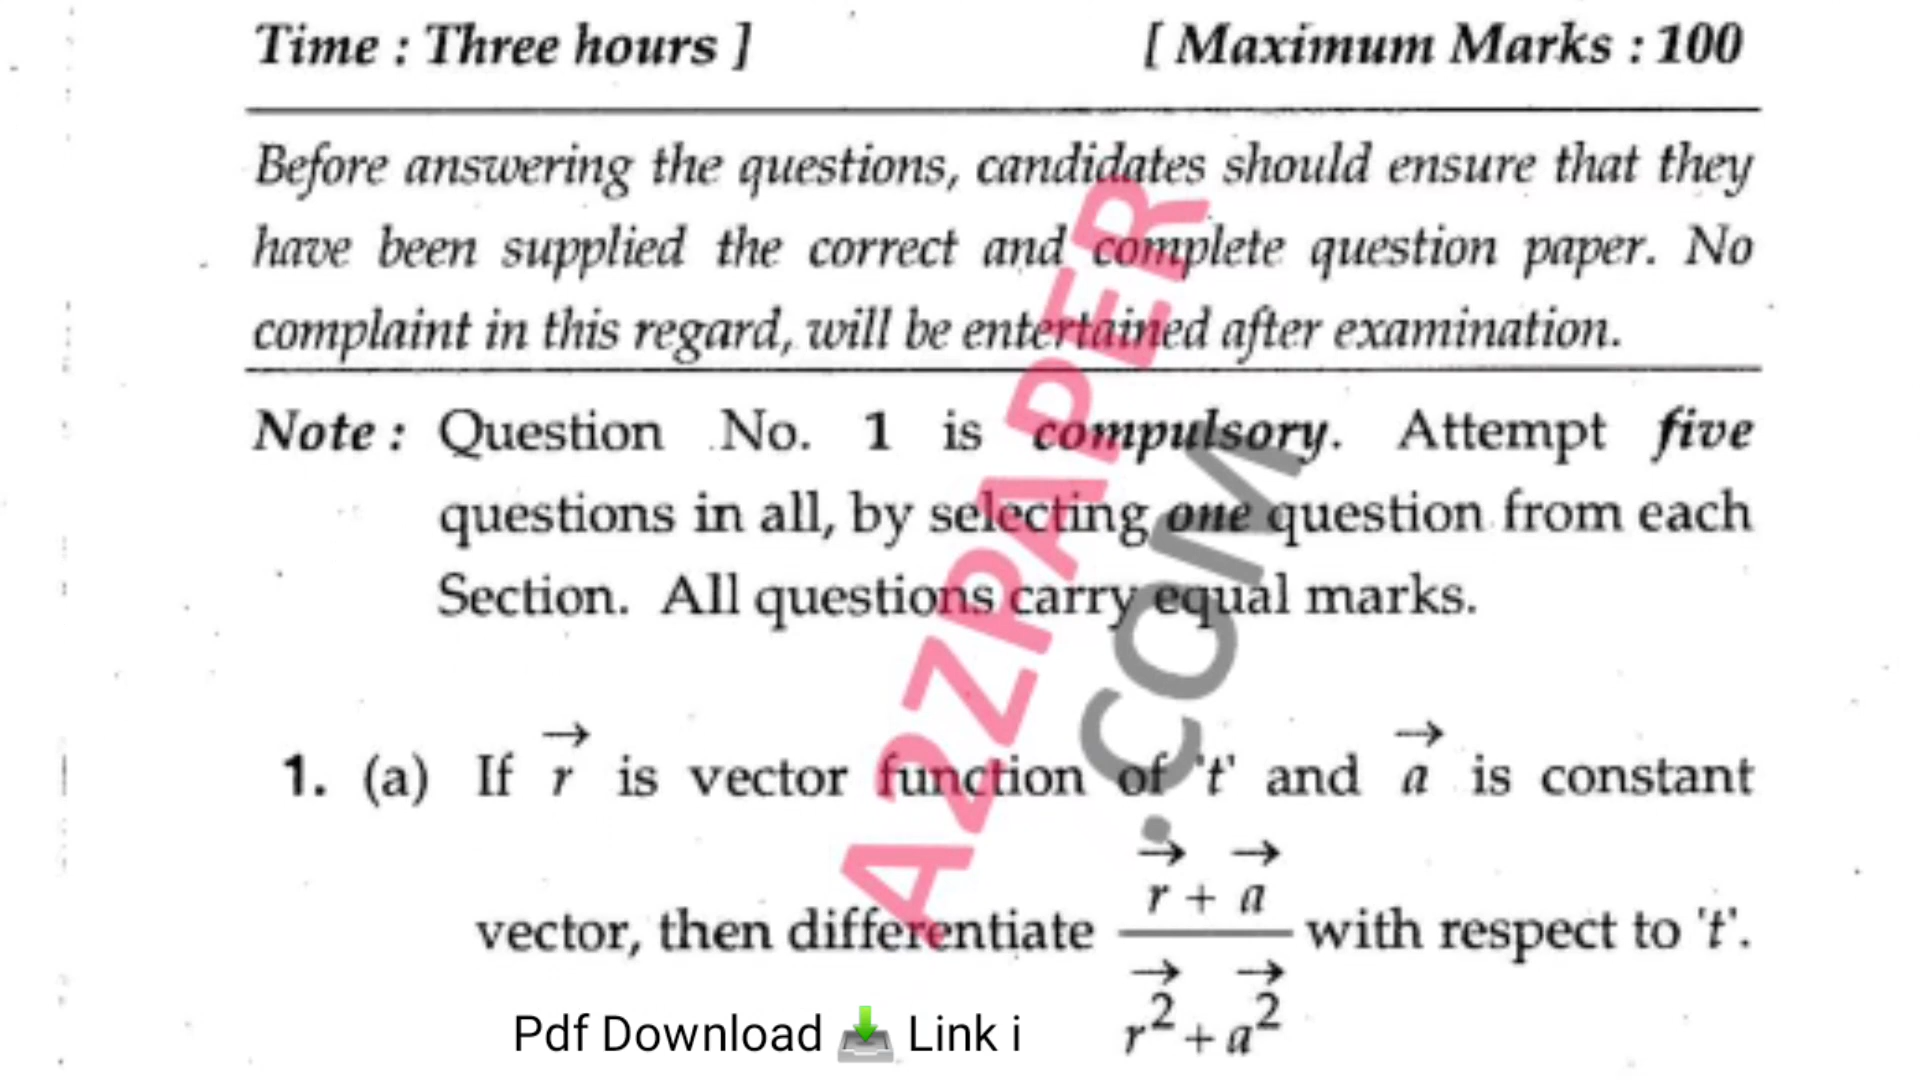 Time : Three hours ] [ Maximum Marks : 100
Before answering the questions, candidates should ensure that they
have been supplied the correct and complete question paper. No
complaint in this regard, will be entertained after examination.
Note : Question No. 1 is compulsory. Attempt five
questions in all, by selecting one question from each
Section. All questions carry equal marks.
1. (a) If r⃗ is vector function of 't' and a⃗ is constant
vector, then differentiate (r⃗ + a⃗) / (r⃗² + a⃗²) with respect to 't'.
Pdf Download 📥 Link i
A2ZPAPER
.COM